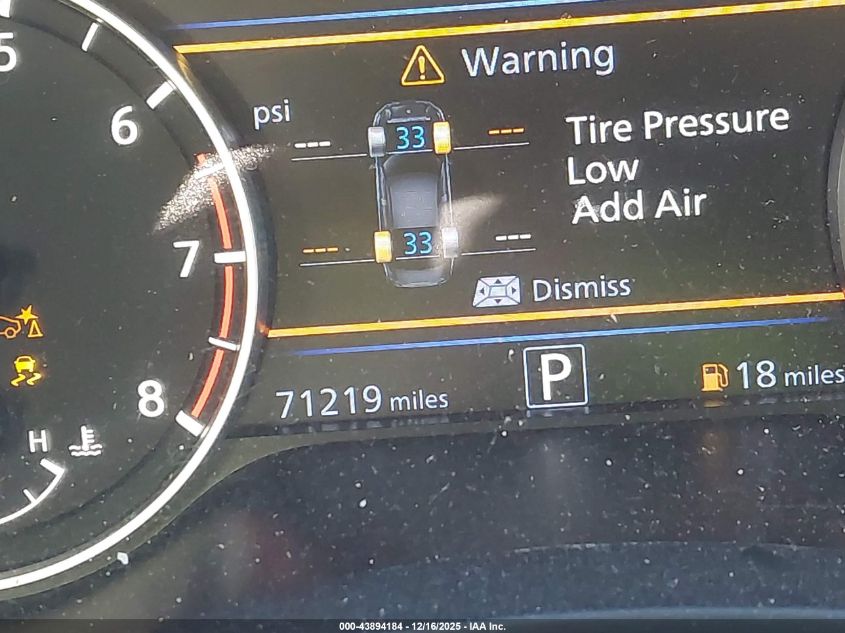 5
6
7
8
H
Warning
psi
---
33
---
Tire Pressure
Low
Add Air
---
33
---
Dismiss
P
71219 miles
18 miles
000-43894184 - 12/16/2025 - IAA Inc.